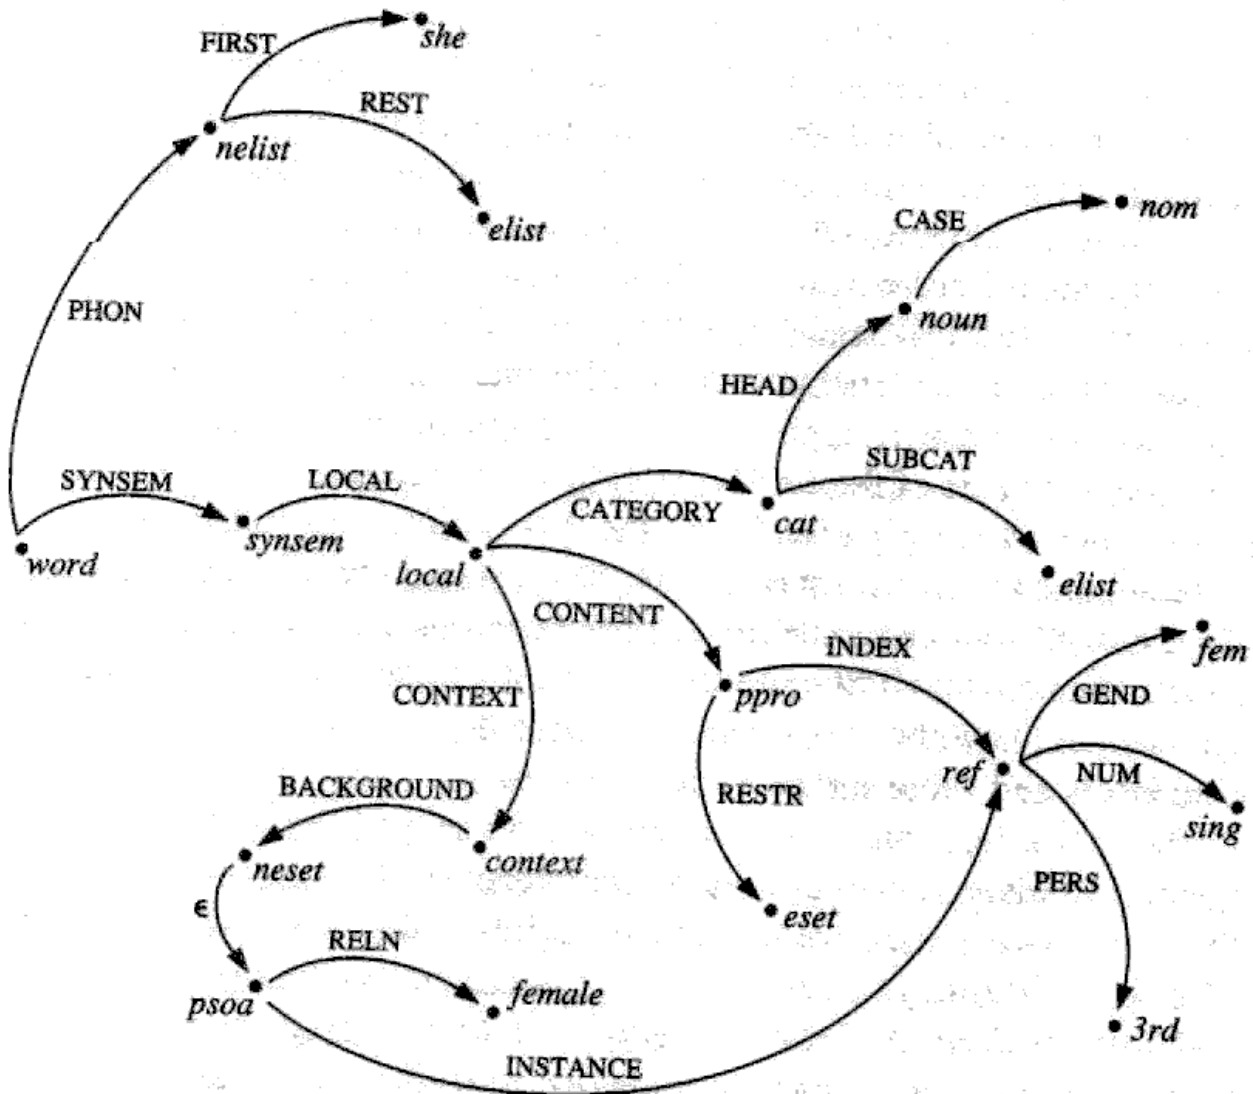 FIRST
she
REST
nelist
elist
PHON
CASE
nom
noun
HEAD
SYNSEM
LOCAL
CATEGORY
SUBCAT
word
synsem
local
cat
elist
CONTENT
INDEX
fem
CONTEXT
ppro
GEND
BACKGROUND
RESTR
ref
NUM
sing
neset
context
PERS
ϵ
eset
RELN
psoa
female
3rd
INSTANCE